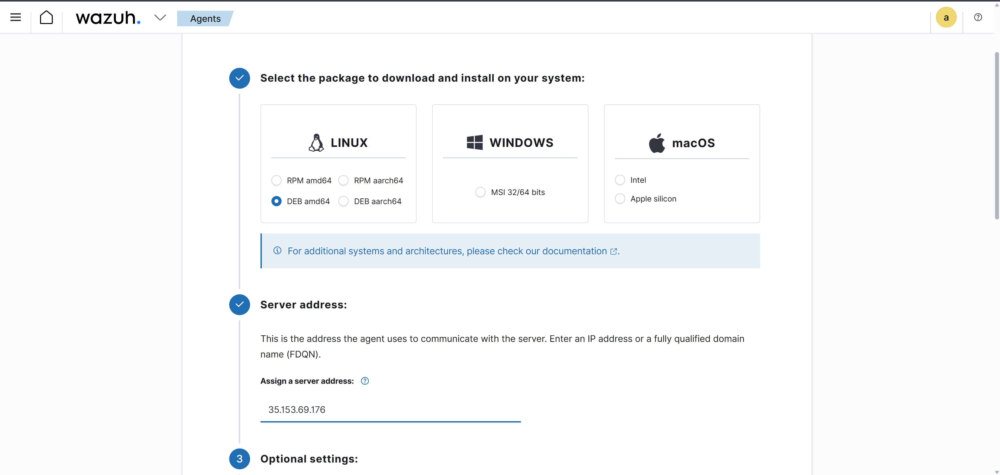 wazuh.
Agents
a
Select the package to download and install on your system:
LINUX
RPM amd64
RPM aarch64
DEB amd64
DEB aarch64
WINDOWS
MSI 32/64 bits
macOS
Intel
Apple silicon
For additional systems and architectures, please check our documentation .
Server address:
This is the address the agent uses to communicate with the server. Enter an IP address or a fully qualified domain
name (FDQN).
Assign a server address:
35.153.69.176
3
Optional settings: